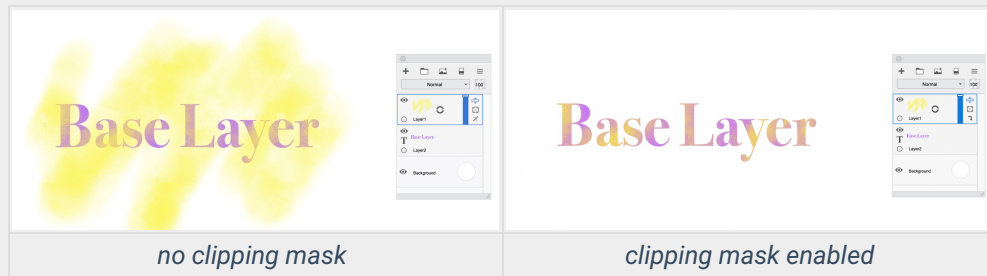 Base Layer
Normal
100
Layer1
Base Layer
Layer2
Background
Base Layer
Normal
100
Layer1
Base Layer
Layer2
Background
no clipping mask
clipping mask enabled